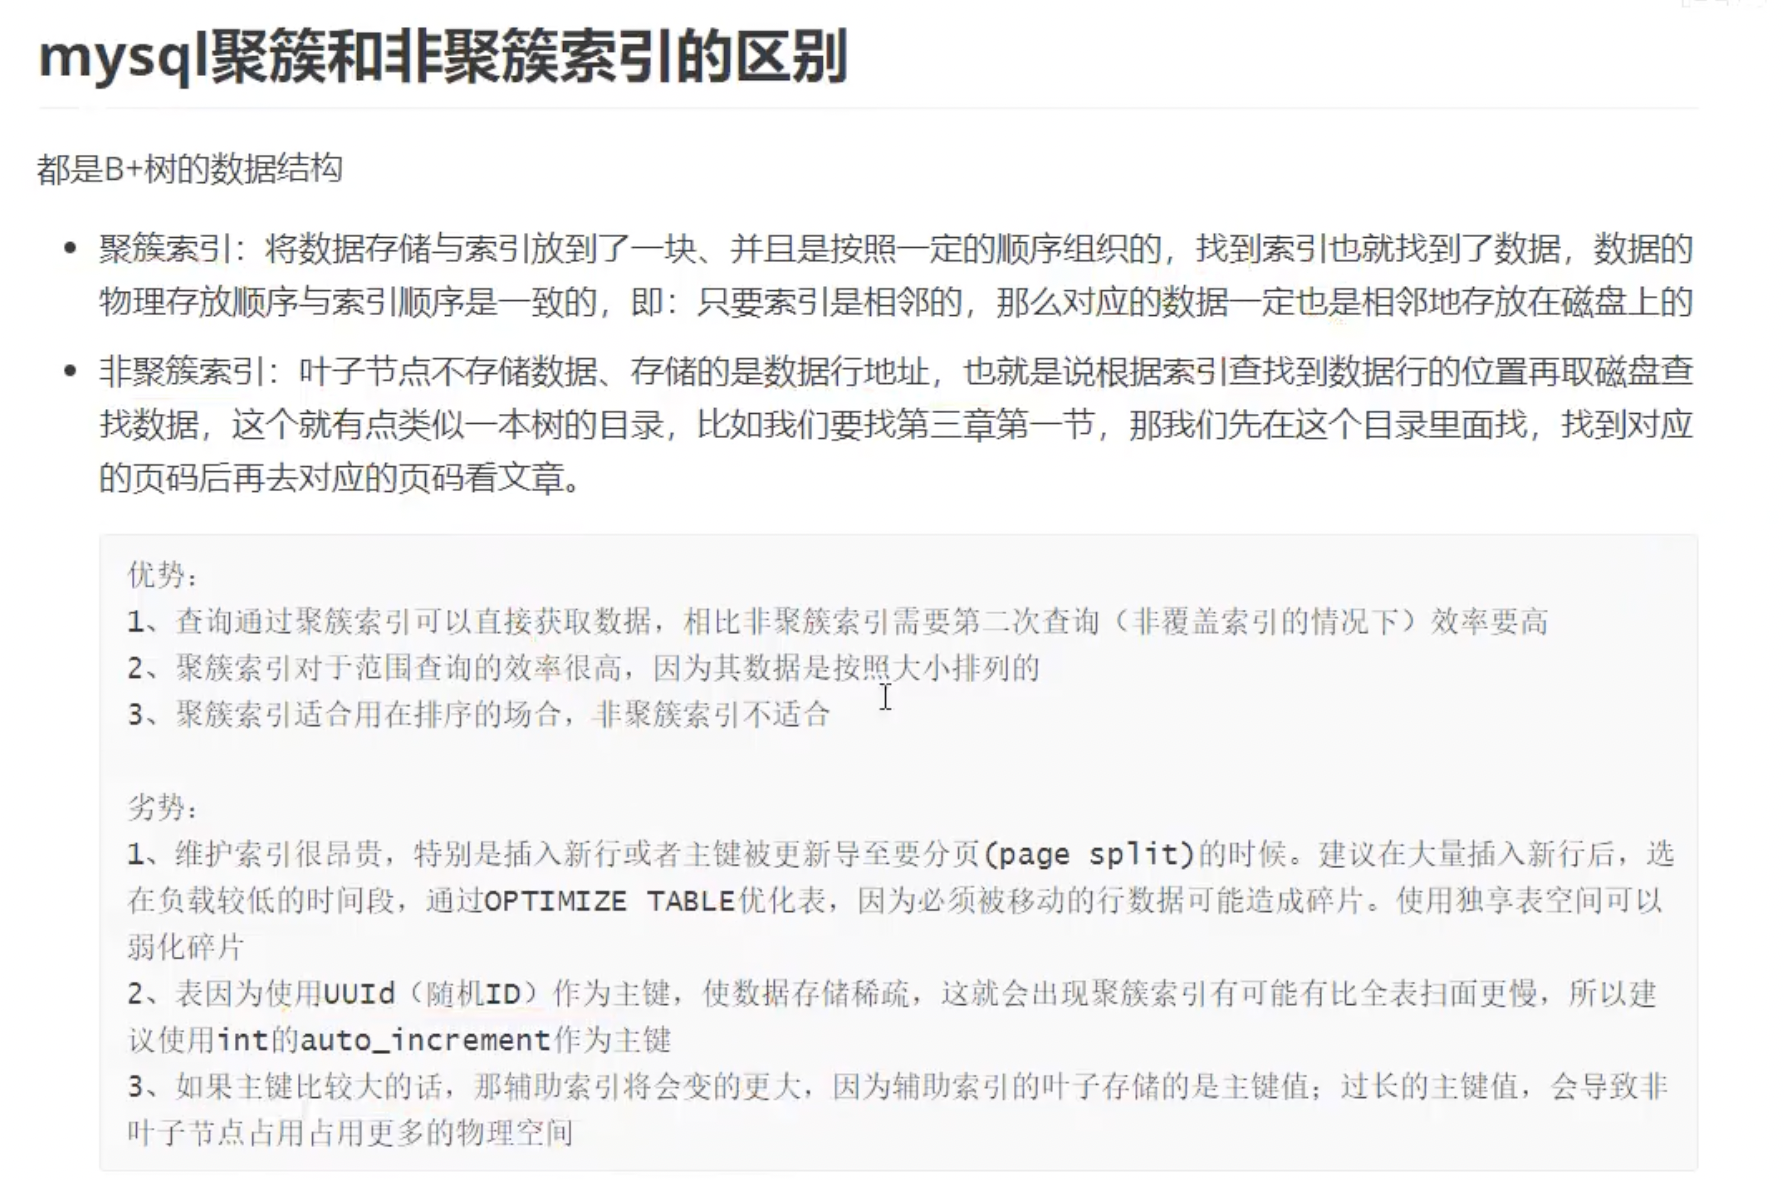 mysql聚簇和非聚簇索引的区别
都是B+树的数据结构
• 聚簇索引：将数据存储与索引放到了一块、并且是按照一定的顺序组织的，找到索引也就找到了数据，数据的
物理存放顺序与索引顺序是一致的，即：只要索引是相邻的，那么对应的数据一定也是相邻地存放在磁盘上的
• 非聚簇索引：叶子节点不存储数据、存储的是数据行地址，也就是说根据索引查找到数据行的位置再取磁盘查
找数据，这个就有点类似一本树的目录，比如我们要找第三章第一节，那我们先在这个目录里面找，找到对应
的页码后再去对应的页码看文章。
优势：
1、查询通过聚簇索引可以直接获取数据，相比非聚簇索引需要第二次查询（非覆盖索引的情况下）效率要高
2、聚簇索引对于范围查询的效率很高，因为其数据是按照大小排列的
3、聚簇索引适合用在排序的场合，非聚簇索引不适合
劣势：
1、维护索引很昂贵，特别是插入新行或者主键被更新导至要分页(page split)的时候。建议在大量插入新行后，选
在负载较低的时间段，通过OPTIMIZE TABLE优化表，因为必须被移动的行数据可能造成碎片。使用独享表空间可以
弱化碎片
2、表因为使用UUId（随机ID）作为主键，使数据存储稀疏，这就会出现聚簇索引有可能有比全表扫面更慢，所以建
议使用int的auto_increment作为主键
3、如果主键比较大的话，那辅助索引将会变的更大，因为辅助索引的叶子存储的是主键值；过长的主键值，会导致非
叶子节点占用占用更多的物理空间